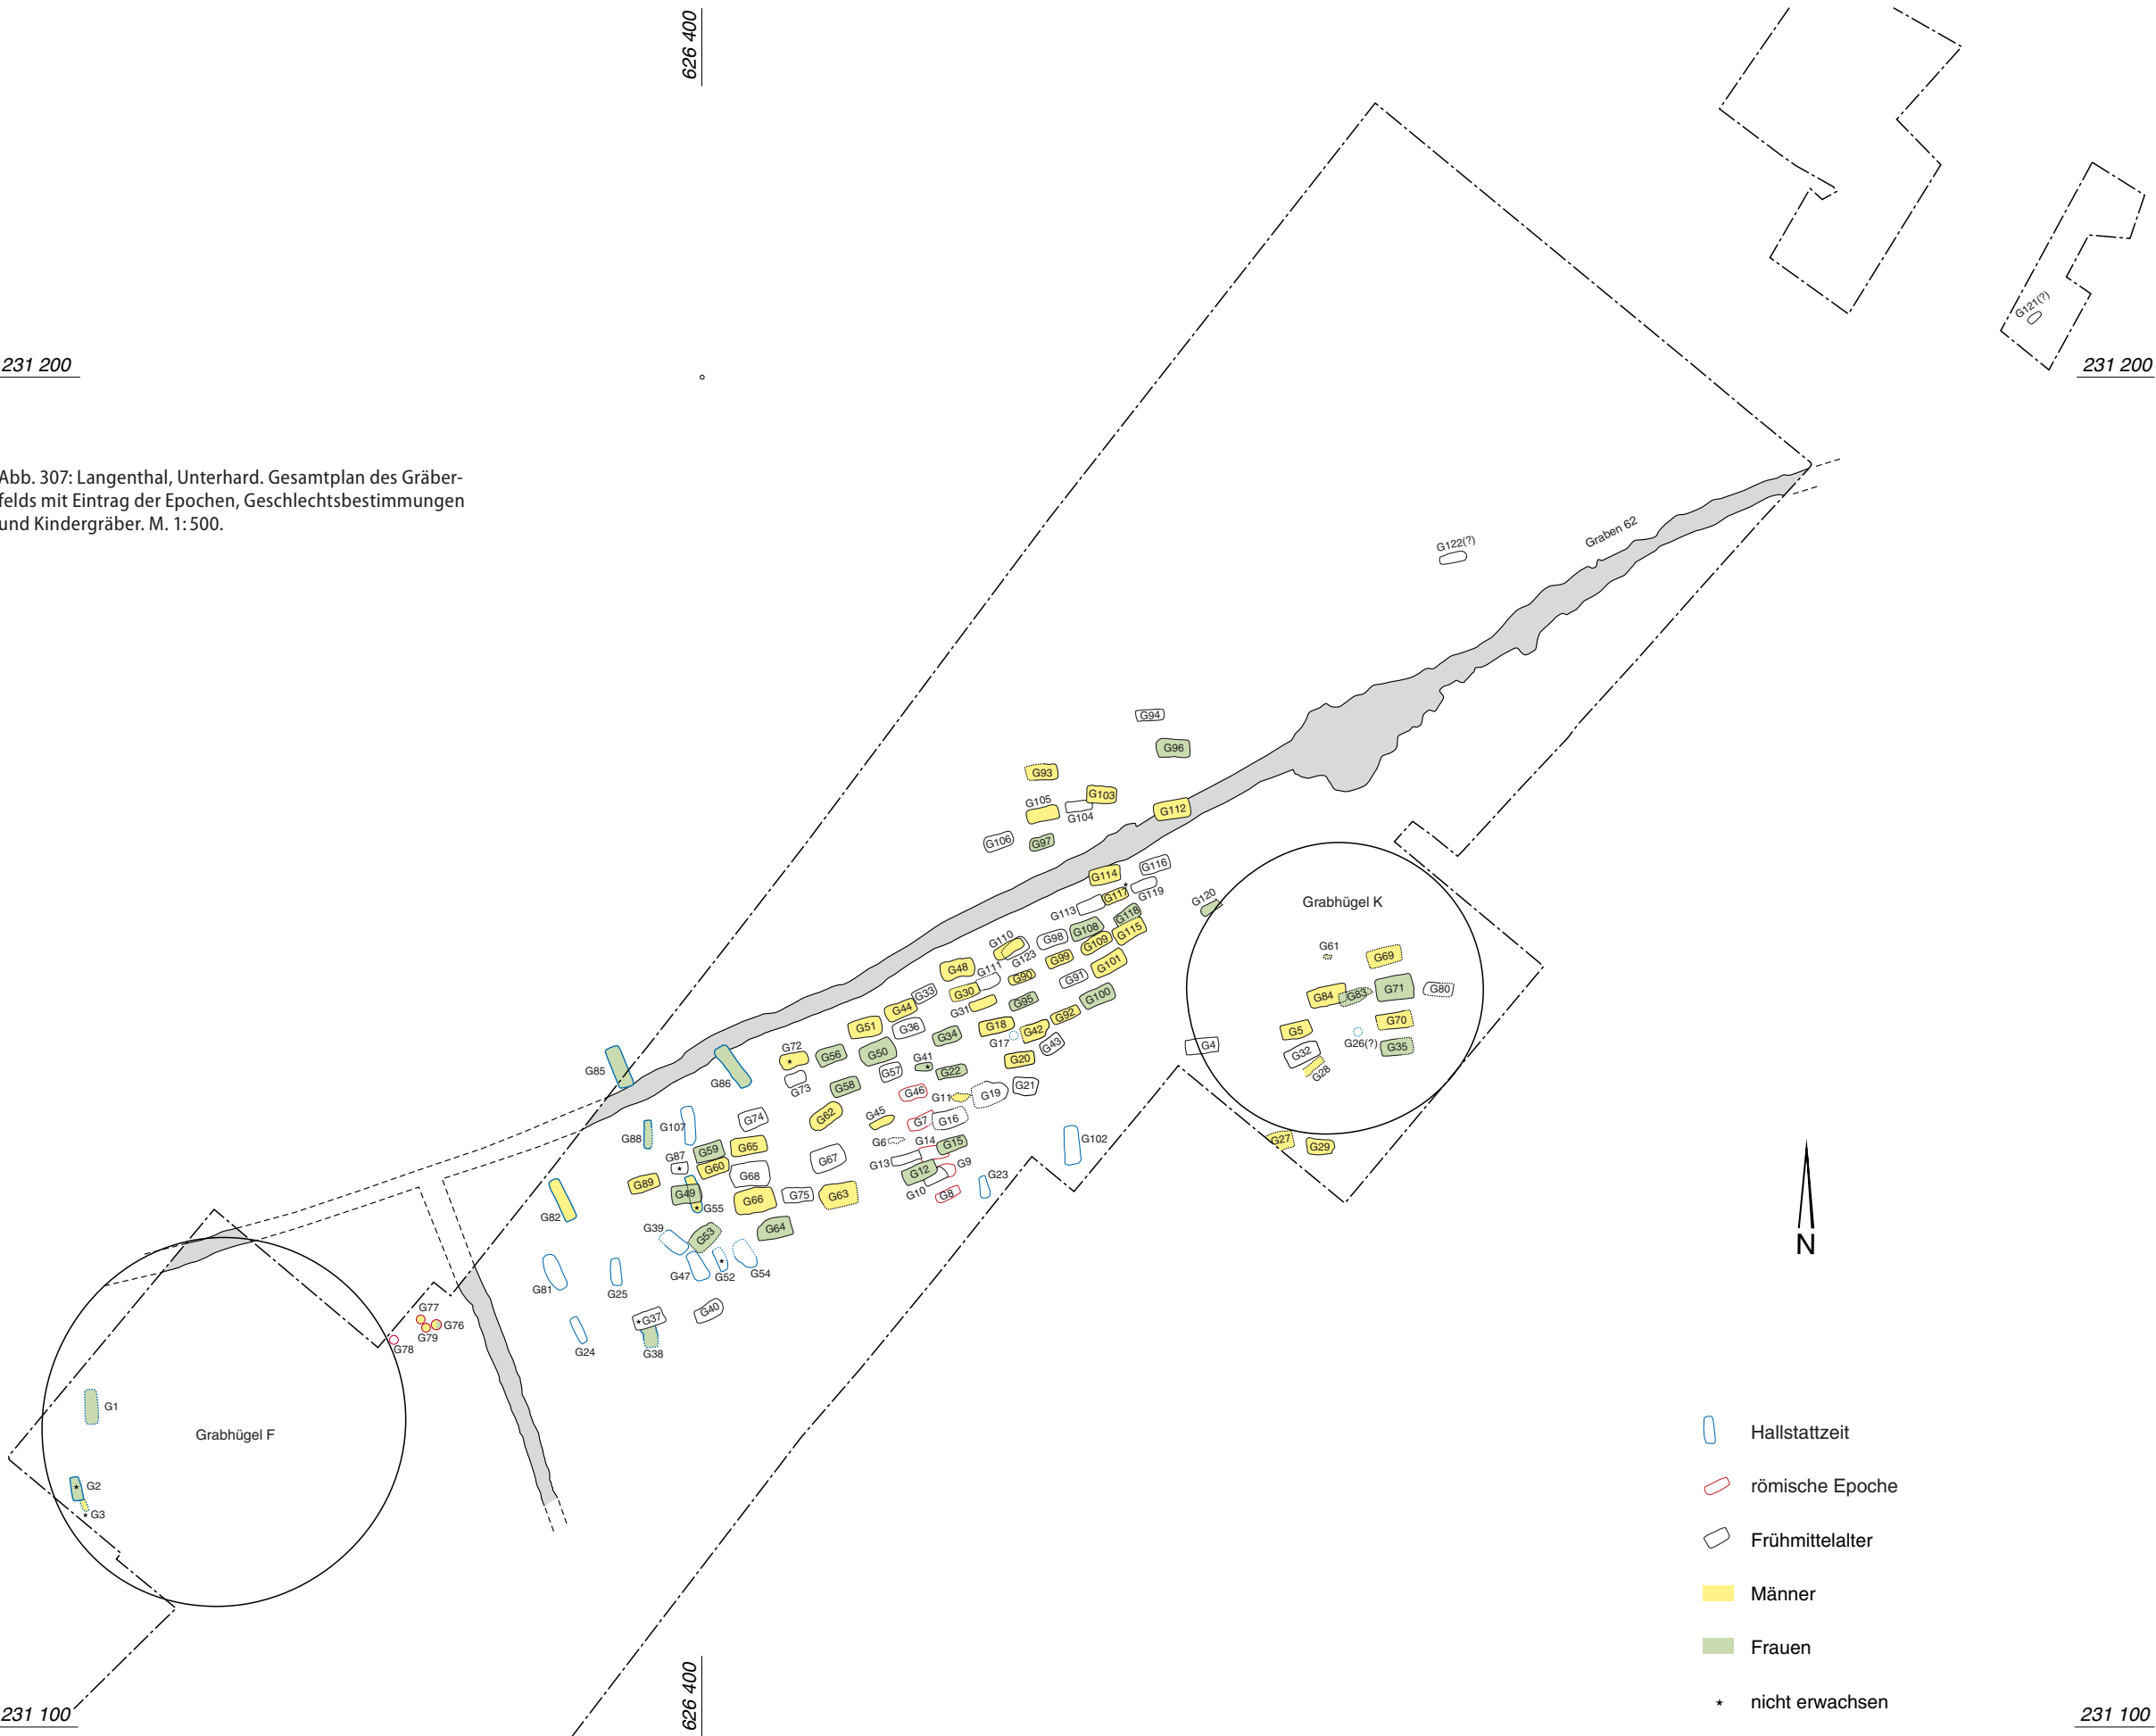 626 400
231 200
231 200
G121(?)
Abb. 307: Langenthal, Unterhard. Gesamtplan des Gräber-
felds mit Eintrag der Epochen, Geschlechtsbestimmungen
und Kindergräber. M. 1:500.
Graben 62
G122(?)
G94
G96
G93
G105
G103
G104
G112
G106
G97
G114
G116
G117
G119
G113
G118
G120
Grabhügel K
G108
G115
G110
G98
G109
G123
G99
G48
G111
G90
G91
G101
G61
G69
G33
G30
G31
G95
G100
G84
G83
G71
G80
G44
G51
G36
G34
G18
G17
G42
G92
G43
G5
G70
G26(?)
G35
G4
G32
G28
G72
G56
G50
G41
G57
G22
G20
G85
G86
G73
G58
G46
G11
G19
G21
G74
G62
G45
G7
G16
G88
G107
G6
G14
G15
G102
G27
G29
G87
G59
G65
G60
G67
G13
G12
G9
G68
G10
G8
G23
G89
G49
G55
G66
G75
G63
G82
G39
G53
G64
G81
G25
G47
G52
G54
G37
G40
G24
G38
G77
G76
G79
G78
G1
Grabhügel F
G2
G3
N
Hallstattzeit
römische Epoche
Frühmittelalter
Männer
Frauen
nicht erwachsen
626 400
231 100
231 100